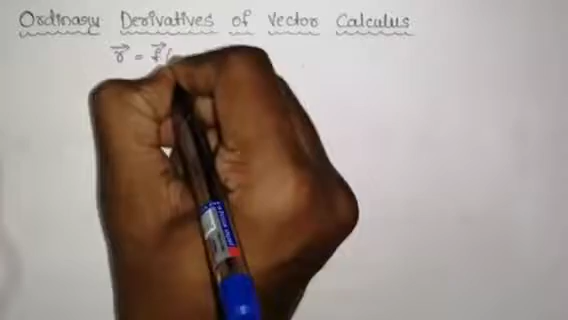 Ordinary Derivatives of Vector Calculus
r⃗ = f⃗ (